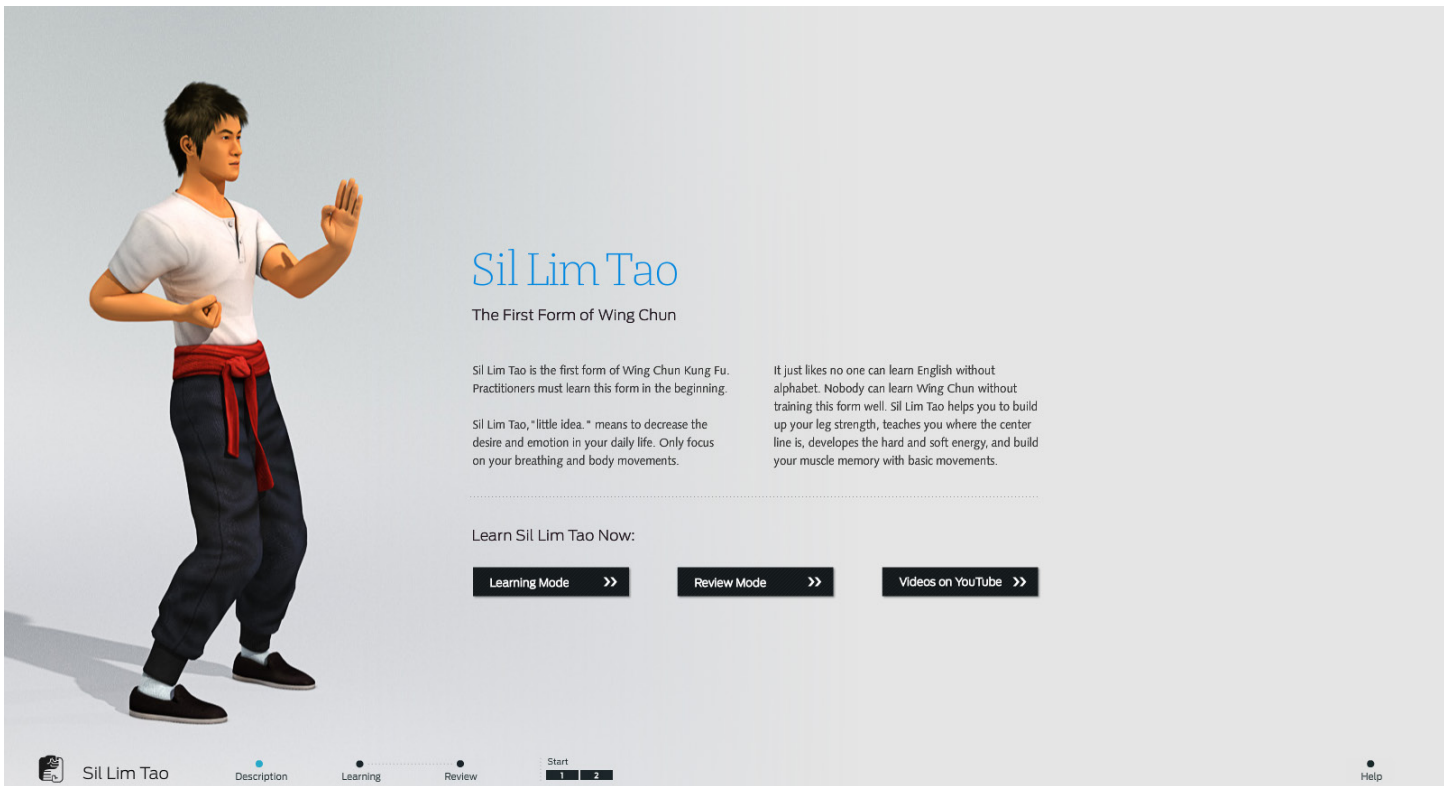 Sil Lim Tao
The First Form of Wing Chun
Sil Lim Tao is the first form of Wing Chun Kung Fu.
Practitioners must learn this form in the beginning.
Sil Lim Tao, "little idea. " means to decrease the
desire and emotion in your daily life. Only focus
on your breathing and body movements.
It just likes no one can learn English without
alphabet. Nobody can learn Wing Chun without
training this form well. Sil Lim Tao helps you to build
up your leg strength, teaches you where the center
line is, developes the hard and soft energy, and build
your muscle memory with basic movements.
Learn Sil Lim Tao Now:
Learning Mode
Review Mode
Videos on YouTube
Sil Lim Tao
Description
Learning
Review
Start
1 2
Help